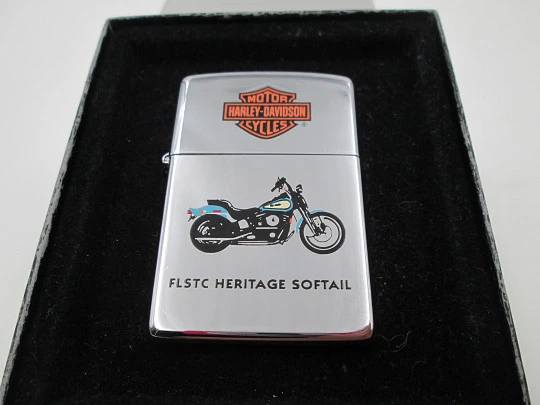 MOTOR
HARLEY-DAVIDSON
CYCLES
®
FLSTC HERITAGE SOFTAIL